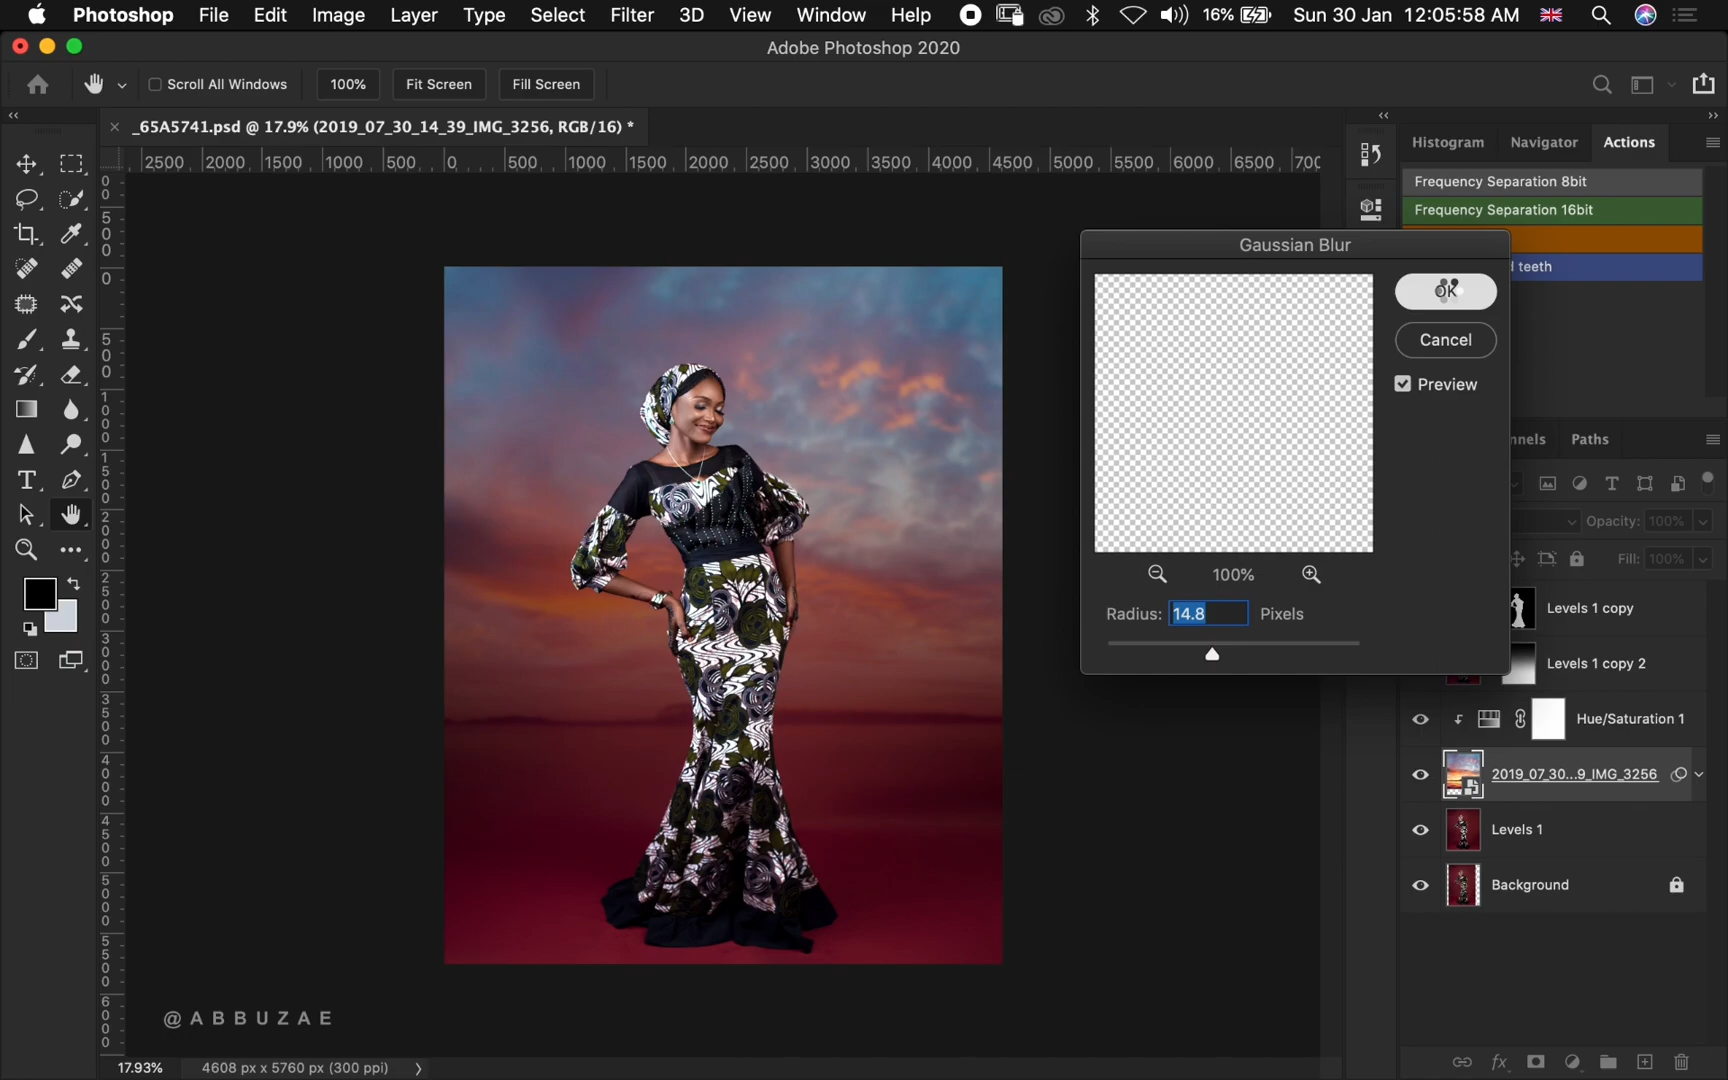 Photoshop File Edit Image Layer Type Select Filter 3D View Window Help 16% Sun 30 Jan 12:05:58 AM
Adobe Photoshop 2020
Scroll All Windows 100% Fit Screen Fill Screen
_65A5741.psd @ 17.9% (2019_07_30_14_39_IMG_3256, RGB/16) *
2500 2000 1500 1000 500 0 500 1000 1500 2000 2500 3000 3500 4000 4500 5000 5500 6000 6500
Histogram Navigator Actions
Frequency Separation 8bit
Frequency Separation 16bit
teeth
Gaussian Blur
OK
Cancel
Preview
100%
Radius: 14.8 Pixels
nnels Paths
Opacity: 100%
Fill: 100%
Levels 1 copy
Levels 1 copy 2
Hue/Saturation 1
2019_07_30...9_IMG_3256
Levels 1
Background
@ABBUZAE
17.93% 4608 px x 5760 px (300 ppi)